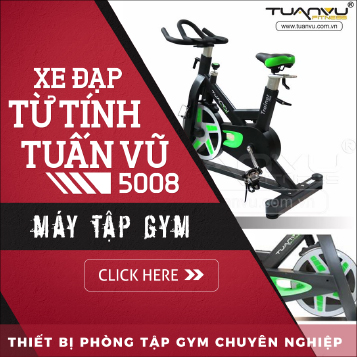 TUANVU®
FITNESS
www.tuanvu.com.vn
XE ĐẠP
TỪ TÍNH
TUẤN VŨ
5008
MÁY TẬP GYM
CLICK HERE >>
THIẾT BỊ PHÒNG TẬP GYM CHUYÊN NGHIỆP